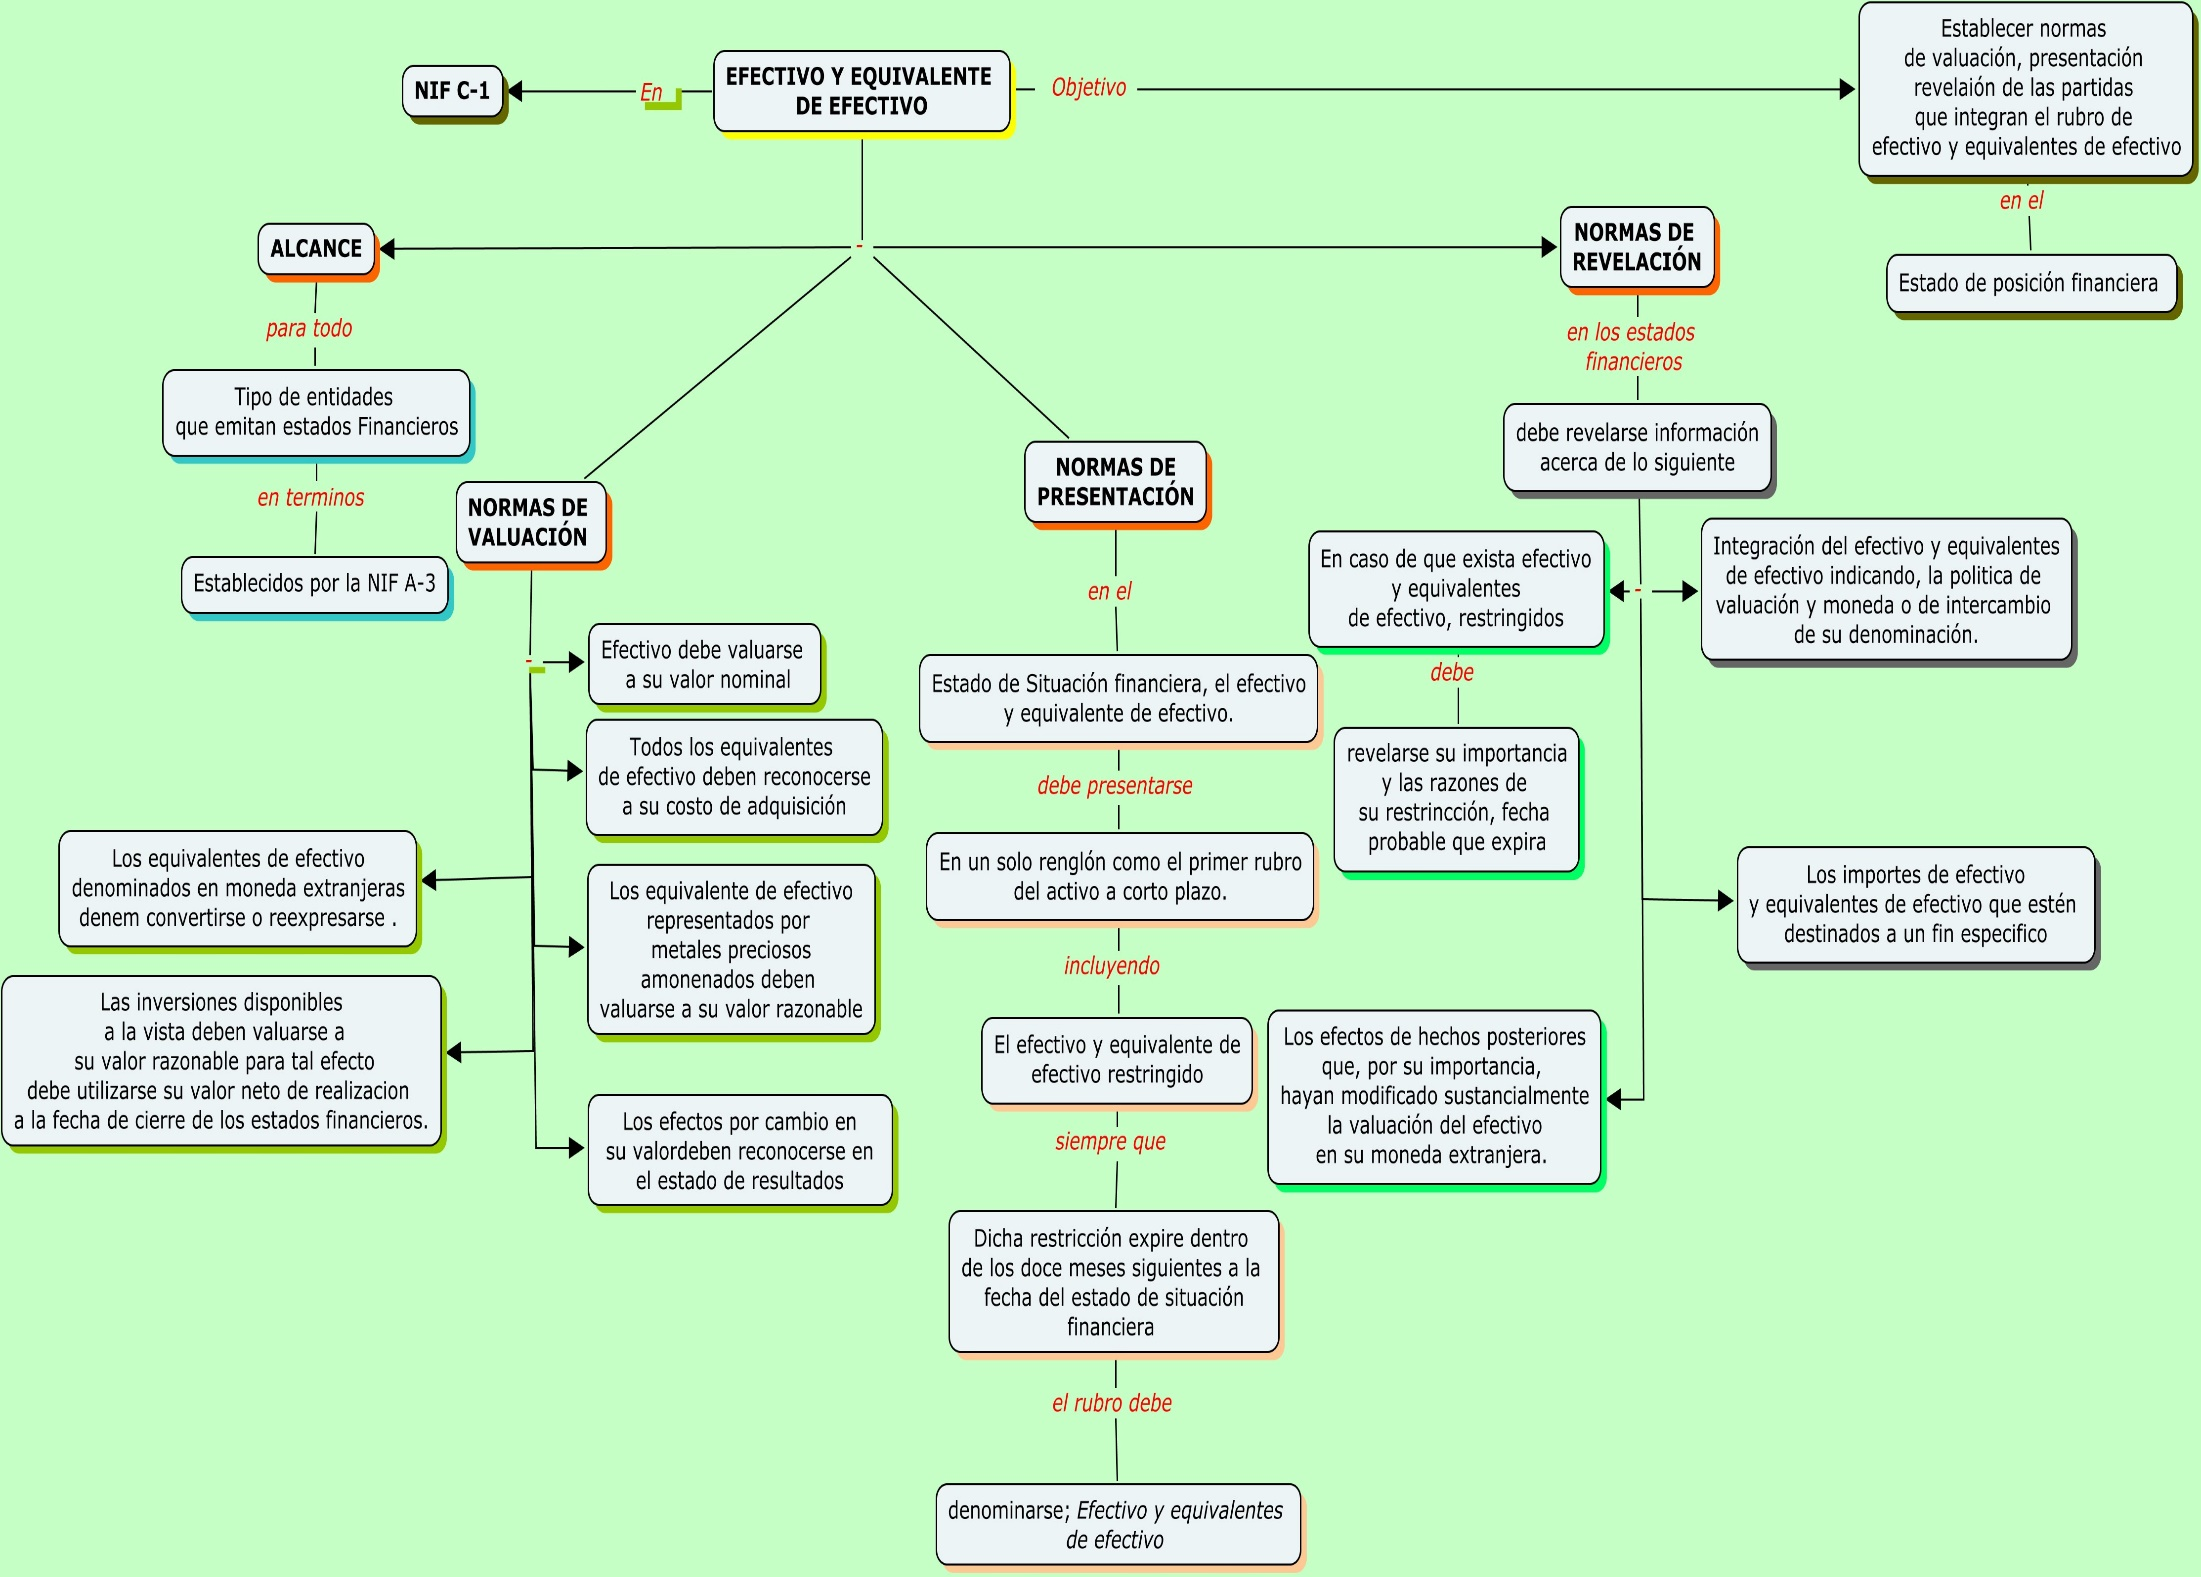 EFECTIVO Y EQUIVALENTE
DE EFECTIVO
En
NIF C-1
Objetivo
Establecer normas
de valuación, presentación
revelaión de las partidas
que integran el rubro de
efectivo y equivalentes de efectivo
en el
Estado de posición financiera
-
ALCANCE
para todo
Tipo de entidades
que emitan estados Financieros
en terminos
Establecidos por la NIF A-3
NORMAS DE
VALUACIÓN
-
Efectivo debe valuarse
a su valor nominal
Todos los equivalentes
de efectivo deben reconocerse
a su costo de adquisición
Los equivalentes de efectivo
denominados en moneda extranjeras
denem convertirse o reexpresarse .
Los equivalente de efectivo
representados por
metales preciosos
amonenados deben
valuarse a su valor razonable
Las inversiones disponibles
a la vista deben valuarse a
su valor razonable para tal efecto
debe utilizarse su valor neto de realizacion
a la fecha de cierre de los estados financieros.
Los efectos por cambio en
su valordeben reconocerse en
el estado de resultados
NORMAS DE
PRESENTACIÓN
en el
Estado de Situación financiera, el efectivo
y equivalente de efectivo.
debe presentarse
En un solo renglón como el primer rubro
del activo a corto plazo.
incluyendo
El efectivo y equivalente de
efectivo restringido
siempre que
Dicha restricción expire dentro
de los doce meses siguientes a la
fecha del estado de situación
financiera
el rubro debe
denominarse; Efectivo y equivalentes
de efectivo
NORMAS DE
REVELACIÓN
en los estados
financieros
debe revelarse información
acerca de lo siguiente
-
En caso de que exista efectivo
y equivalentes
de efectivo, restringidos
debe
revelarse su importancia
y las razones de
su restrincción, fecha
probable que expira
Integración del efectivo y equivalentes
de efectivo indicando, la politica de
valuación y moneda o de intercambio
de su denominación.
Los importes de efectivo
y equivalentes de efectivo que estén
destinados a un fin especifico
Los efectos de hechos posteriores
que, por su importancia,
hayan modificado sustancialmente
la valuación del efectivo
en su moneda extranjera.